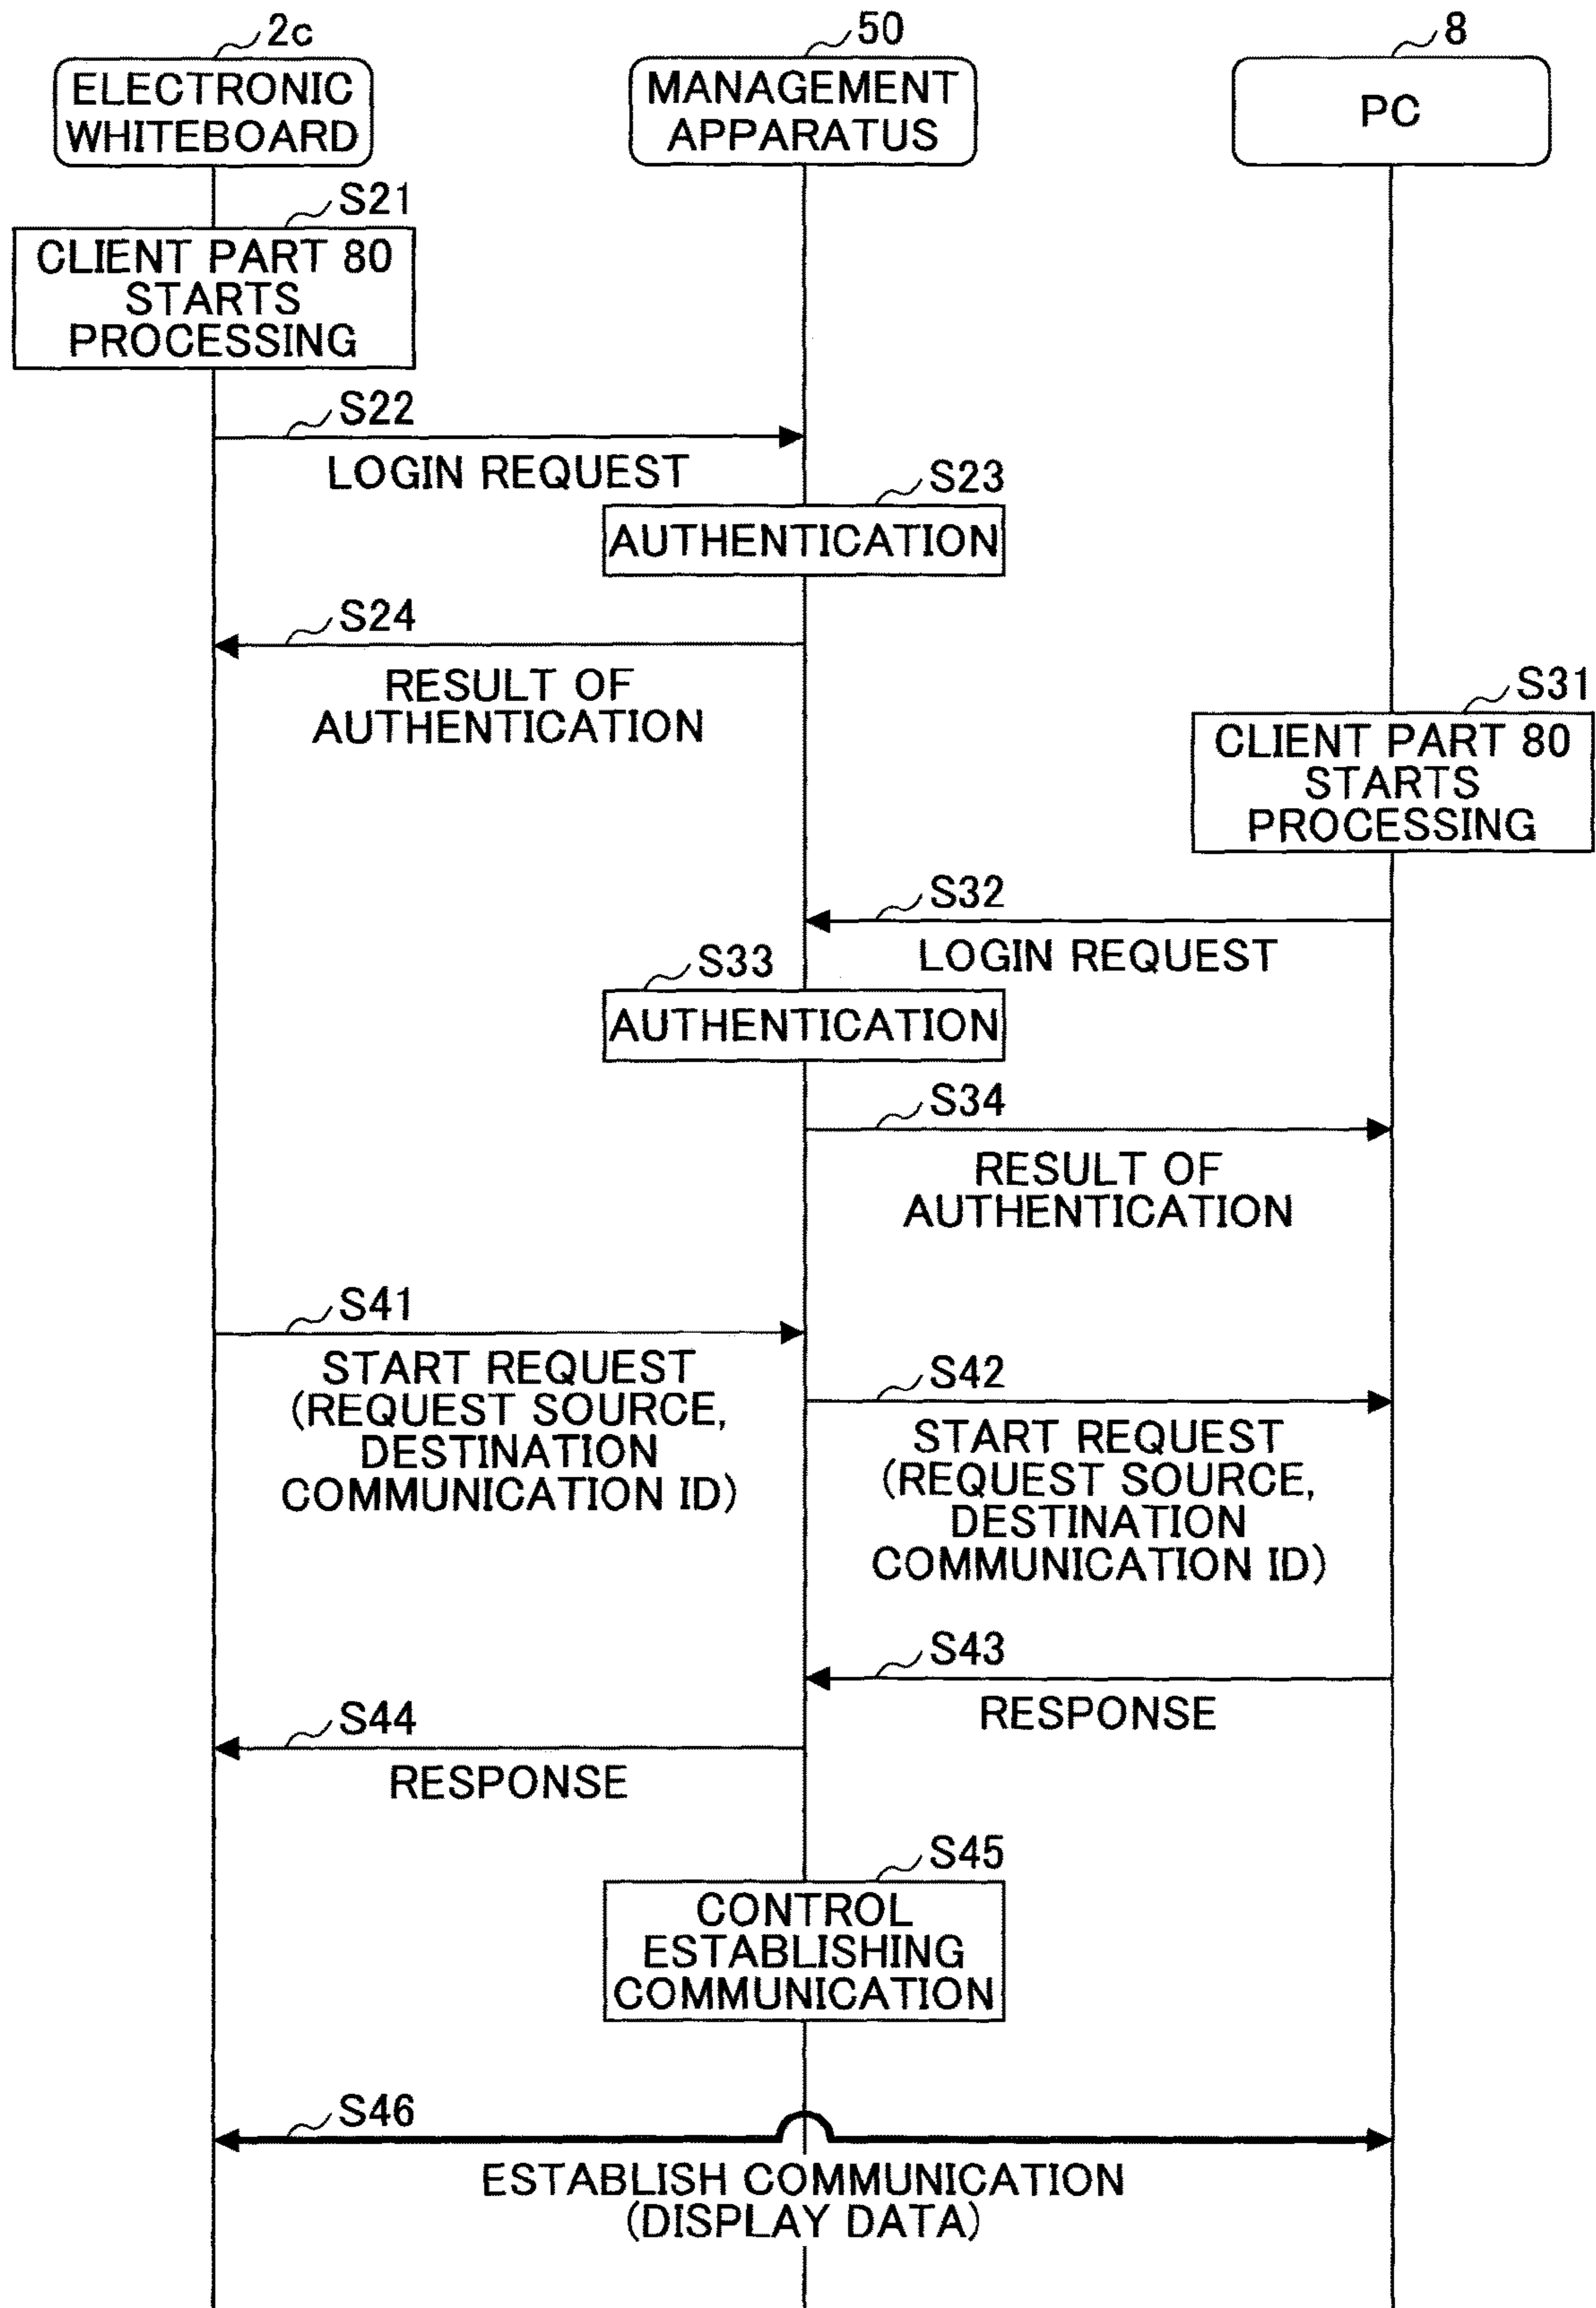 2c
50
8
ELECTRONIC
WHITEBOARD
MANAGEMENT
APPARATUS
PC
S21
CLIENT PART 80
STARTS
PROCESSING
S22
LOGIN REQUEST
S23
AUTHENTICATION
S24
RESULT OF
AUTHENTICATION
S31
CLIENT PART 80
STARTS
PROCESSING
S32
LOGIN REQUEST
S33
AUTHENTICATION
S34
RESULT OF
AUTHENTICATION
S41
START REQUEST
(REQUEST SOURCE,
DESTINATION
COMMUNICATION ID)
S42
START REQUEST
(REQUEST SOURCE,
DESTINATION
COMMUNICATION ID)
S43
RESPONSE
S44
RESPONSE
S45
CONTROL
ESTABLISHING
COMMUNICATION
S46
ESTABLISH COMMUNICATION
(DISPLAY DATA)